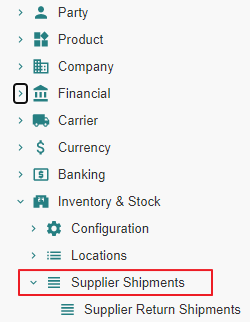 Party
Product
Company
Financial
Carrier
Currency
Banking
Inventory & Stock
Configuration
Locations
Supplier Shipments
Supplier Return Shipments